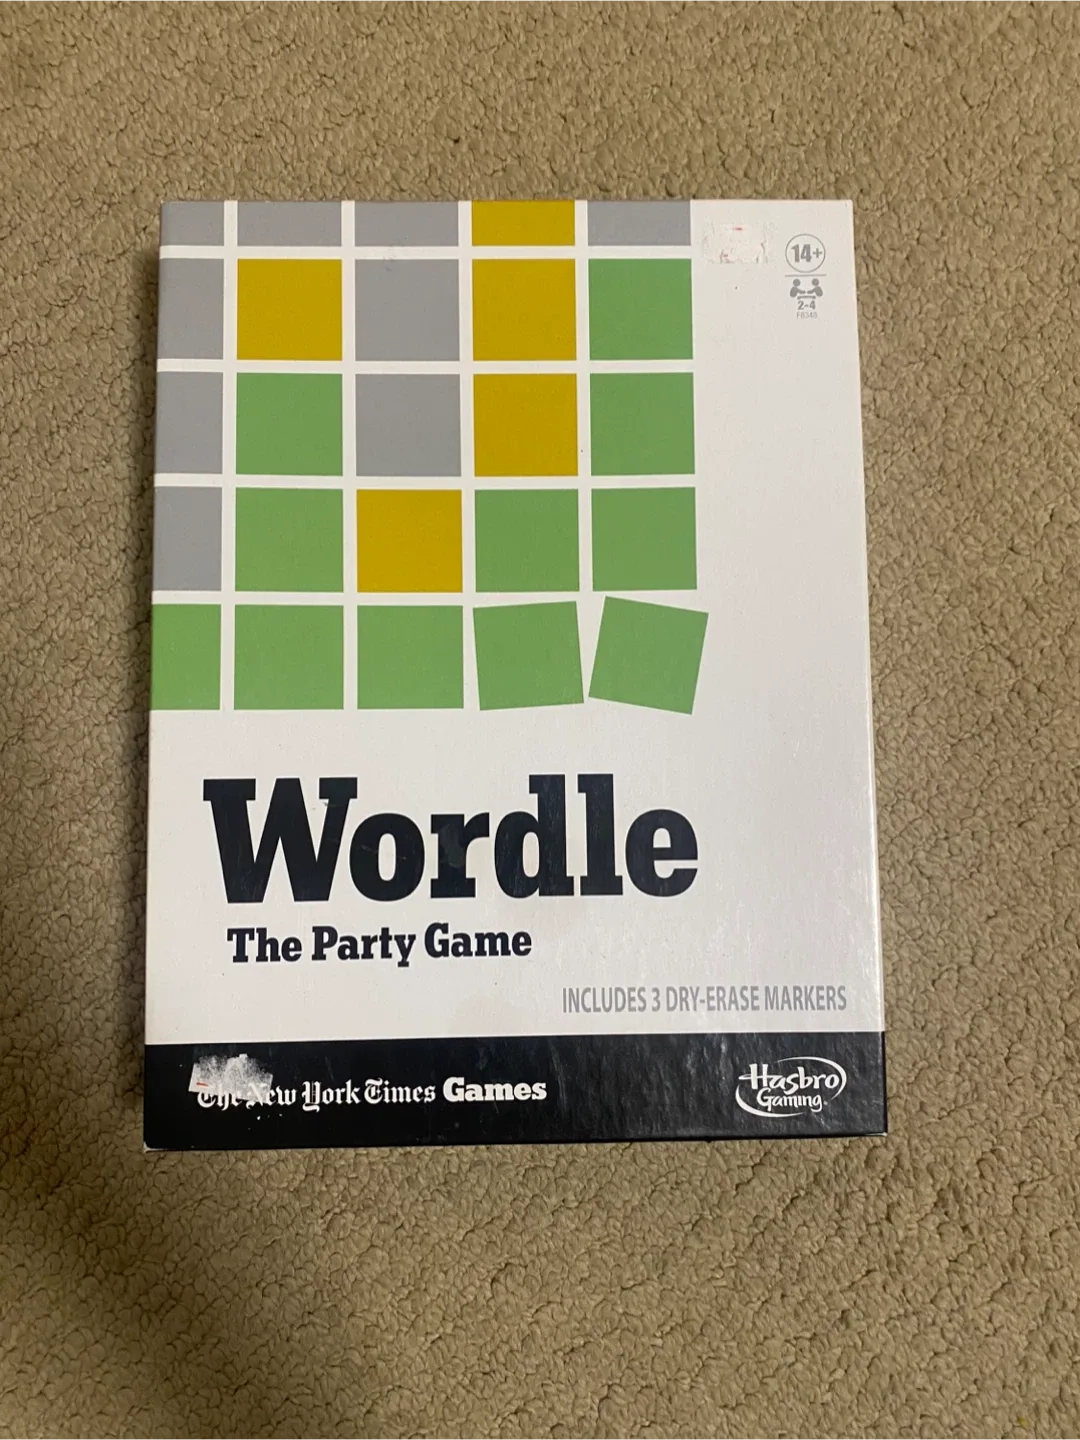 14+
2-4
F8349
Wordle
The Party Game
INCLUDES 3 DRY-ERASE MARKERS
The New York Times Games
Hasbro
Gaming